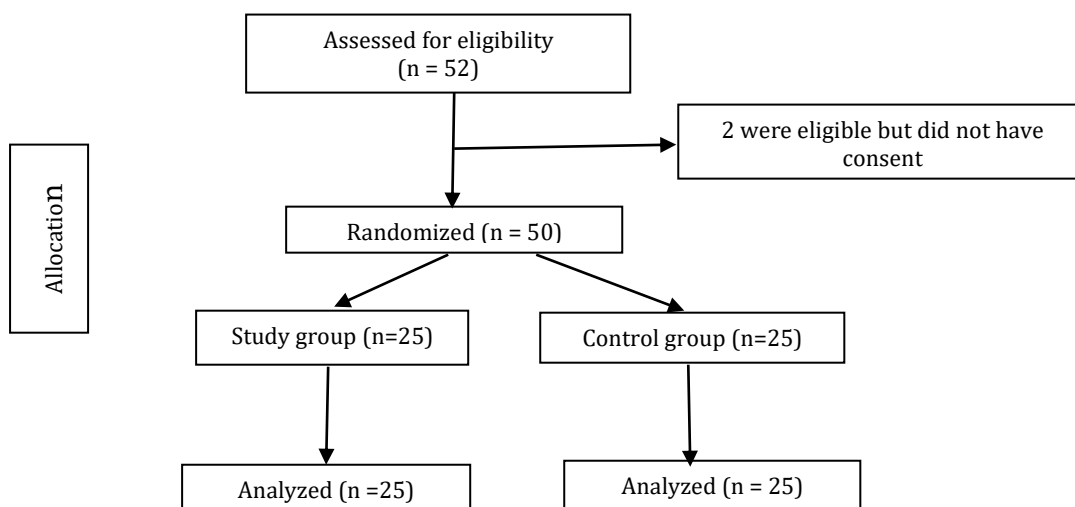 Assessed for eligibility
(n = 52)
2 were eligible but did not have
consent
Allocation
Randomized (n = 50)
Study group (n=25)
Control group (n=25)
Analyzed (n =25)
Analyzed (n = 25)